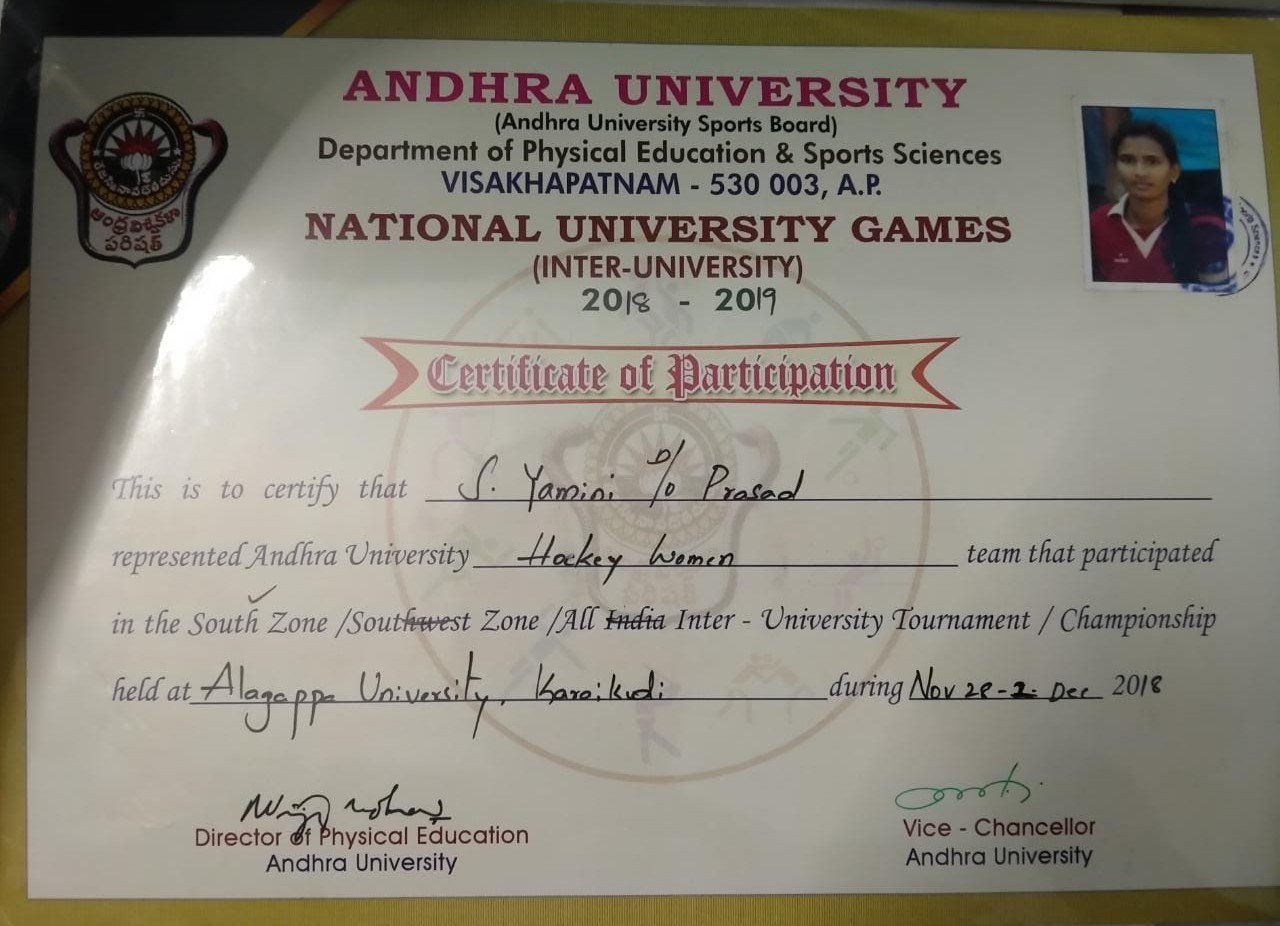 ANDHRA UNIVERSITY
(Andhra University Sports Board)
Department of Physical Education & Sports Sciences
VISAKHAPATNAM - 530 003, A.P.
ఆంధ్ర విశ్వకళా
పరిషత్
NATIONAL UNIVERSITY GAMES
(INTER-UNIVERSITY)
2018 - 2019
Certificate of Participation
This is to certify that S. Yamini D/o Prasad
represented Andhra University Hockey Women team that participated
in the South Zone /Southwest Zone /All India Inter - University Tournament / Championship
held at Alagappa University, Karaikudi during Nov 28-2 Dec 2018
Director of Physical Education
Andhra University
Vice - Chancellor
Andhra University